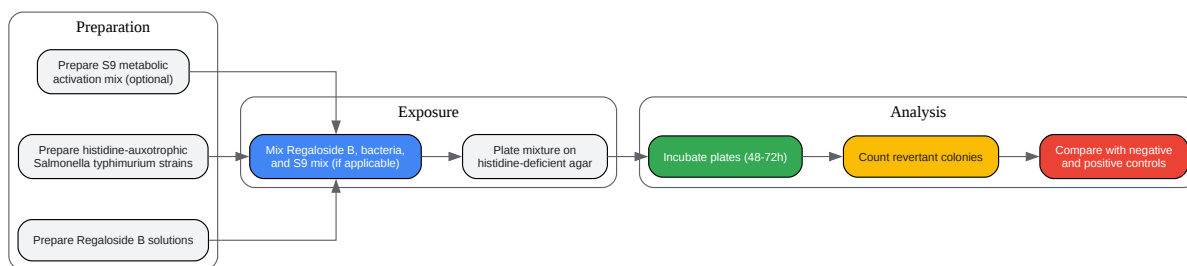 Preparation
Prepare S9 metabolic
activation mix (optional)
Prepare histidine-auxotrophic
Salmonella typhimurium strains
Prepare Regaloside B solutions
Exposure
Mix Regaloside B, bacteria,
and S9 mix (if applicable)
Plate mixture on
histidine-deficient agar
Analysis
Incubate plates (48-72h)
Count revertant colonies
Compare with negative
and positive controls